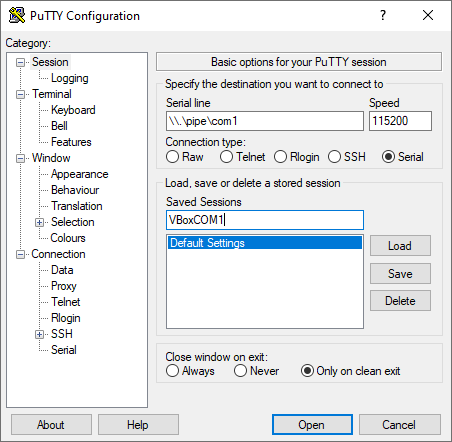 PuTTY Configuration
?
Category:
Session
Logging
Terminal
Keyboard
Bell
Features
Window
Appearance
Behaviour
Translation
Selection
Colours
Connection
Data
Proxy
Telnet
Rlogin
SSH
Serial
Basic options for your PuTTY session
Specify the destination you want to connect to
Serial line Speed
\\.\pipe\com1 115200
Connection type:
Raw Telnet Rlogin SSH Serial
Load, save or delete a stored session
Saved Sessions
VBoxCOM1
Default Settings
Load
Save
Delete
Close window on exit:
Always Never Only on clean exit
About Help Open Cancel